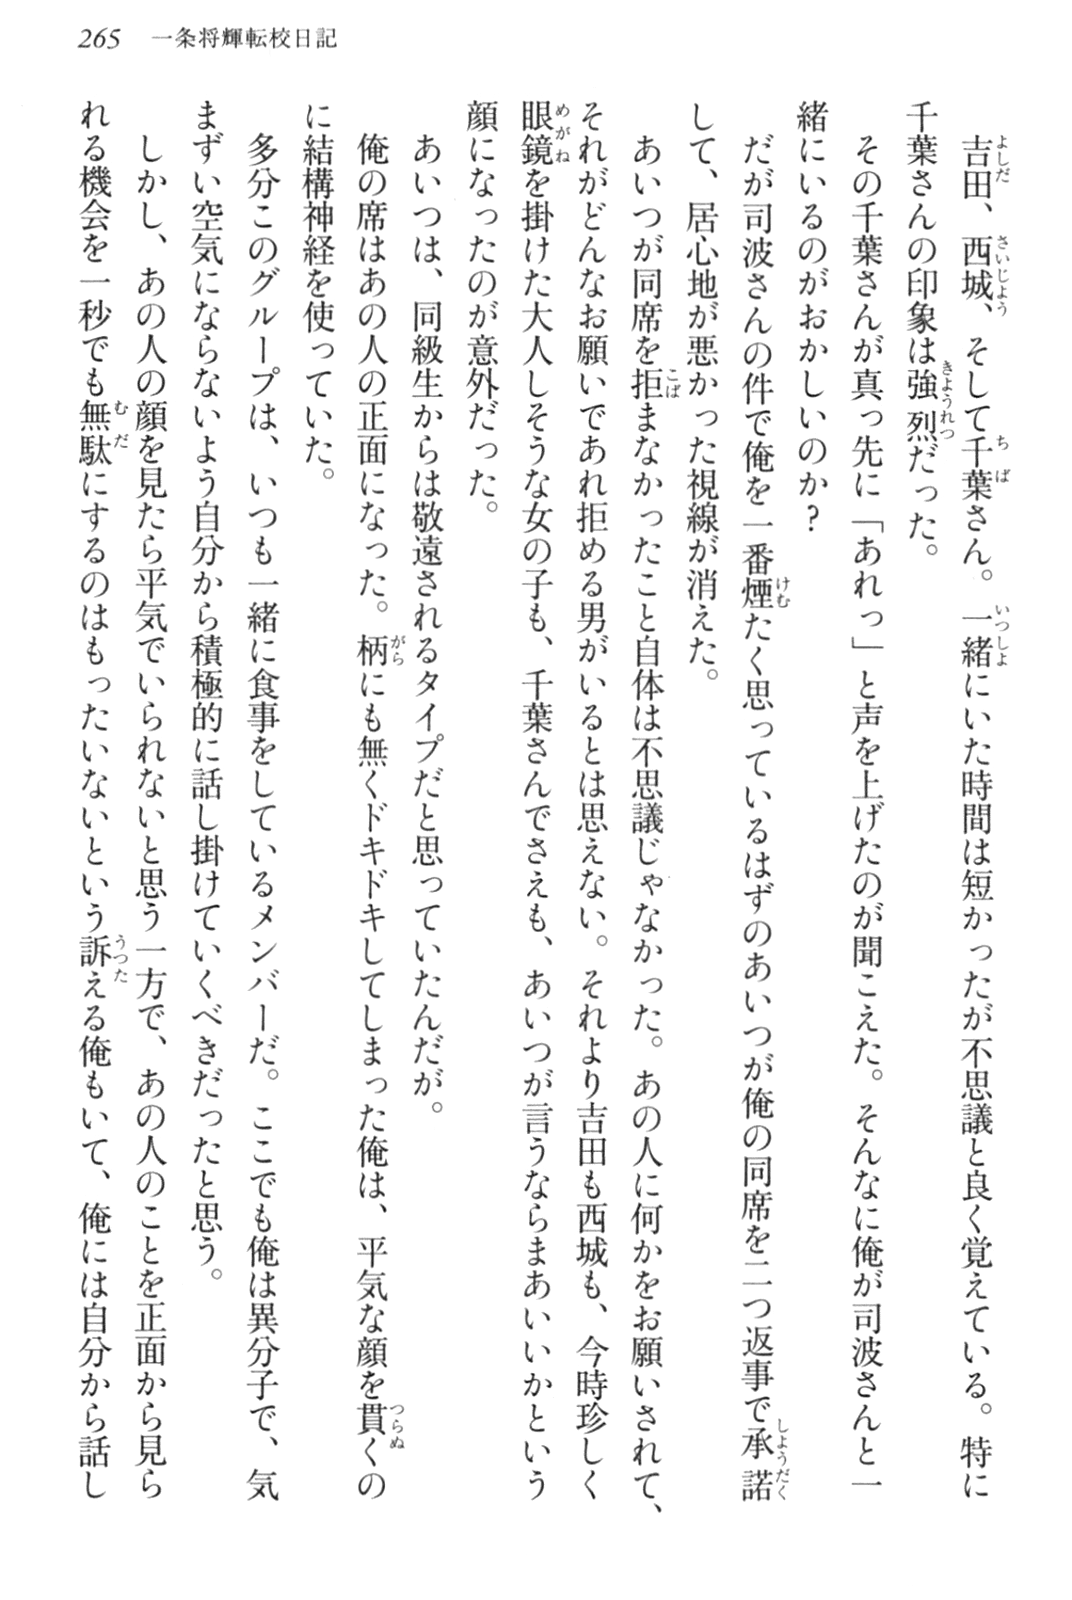 265　一条将輝転校日記
　吉田、西城、そして千葉さん。一緒にいた時間は短かったが不思議と良く覚えている。特に
千葉さんの印象は強烈だった。
　その千葉さんが真っ先に「あれっ」と声を上げたのが聞こえた。そんなに俺が司波さんと一
緒にいるのがおかしいのか?
　だが司波さんの件で俺を一番煙たく思っているはずのあいつが俺の同席を二つ返事で承諾
して、居心地が悪かった視線が消えた。
　あいつが同席を拒まなかったこと自体は不思議じゃなかった。あの人に何かをお願いされて、
それがどんなお願いであれ拒める男がいるとは思えない。それより吉田も西城も、今時珍しく
眼鏡を掛けた大人しそうな女の子も、千葉さんでさえも、あいつが言うならまあいいかという
顔になったのが意外だった。
　あいつは、同級生からは敬遠されるタイプだと思っていたんだが。
　俺の席はあの人の正面になった。柄にも無くドキドキしてしまった俺は、平気な顔を貫くの
に結構神経を使っていた。
　多分このグループは、いつも一緒に食事をしているメンバーだ。ここでも俺は異分子で、気
まずい空気にならないよう自分から積極的に話し掛けていくべきだったと思う。
　しかし、あの人の顔を見たら平気でいられないと思う一方で、あの人のことを正面から見ら
れる機会を一秒でも無駄にするのはもったいないという訴える俺もいて、俺には自分から話し